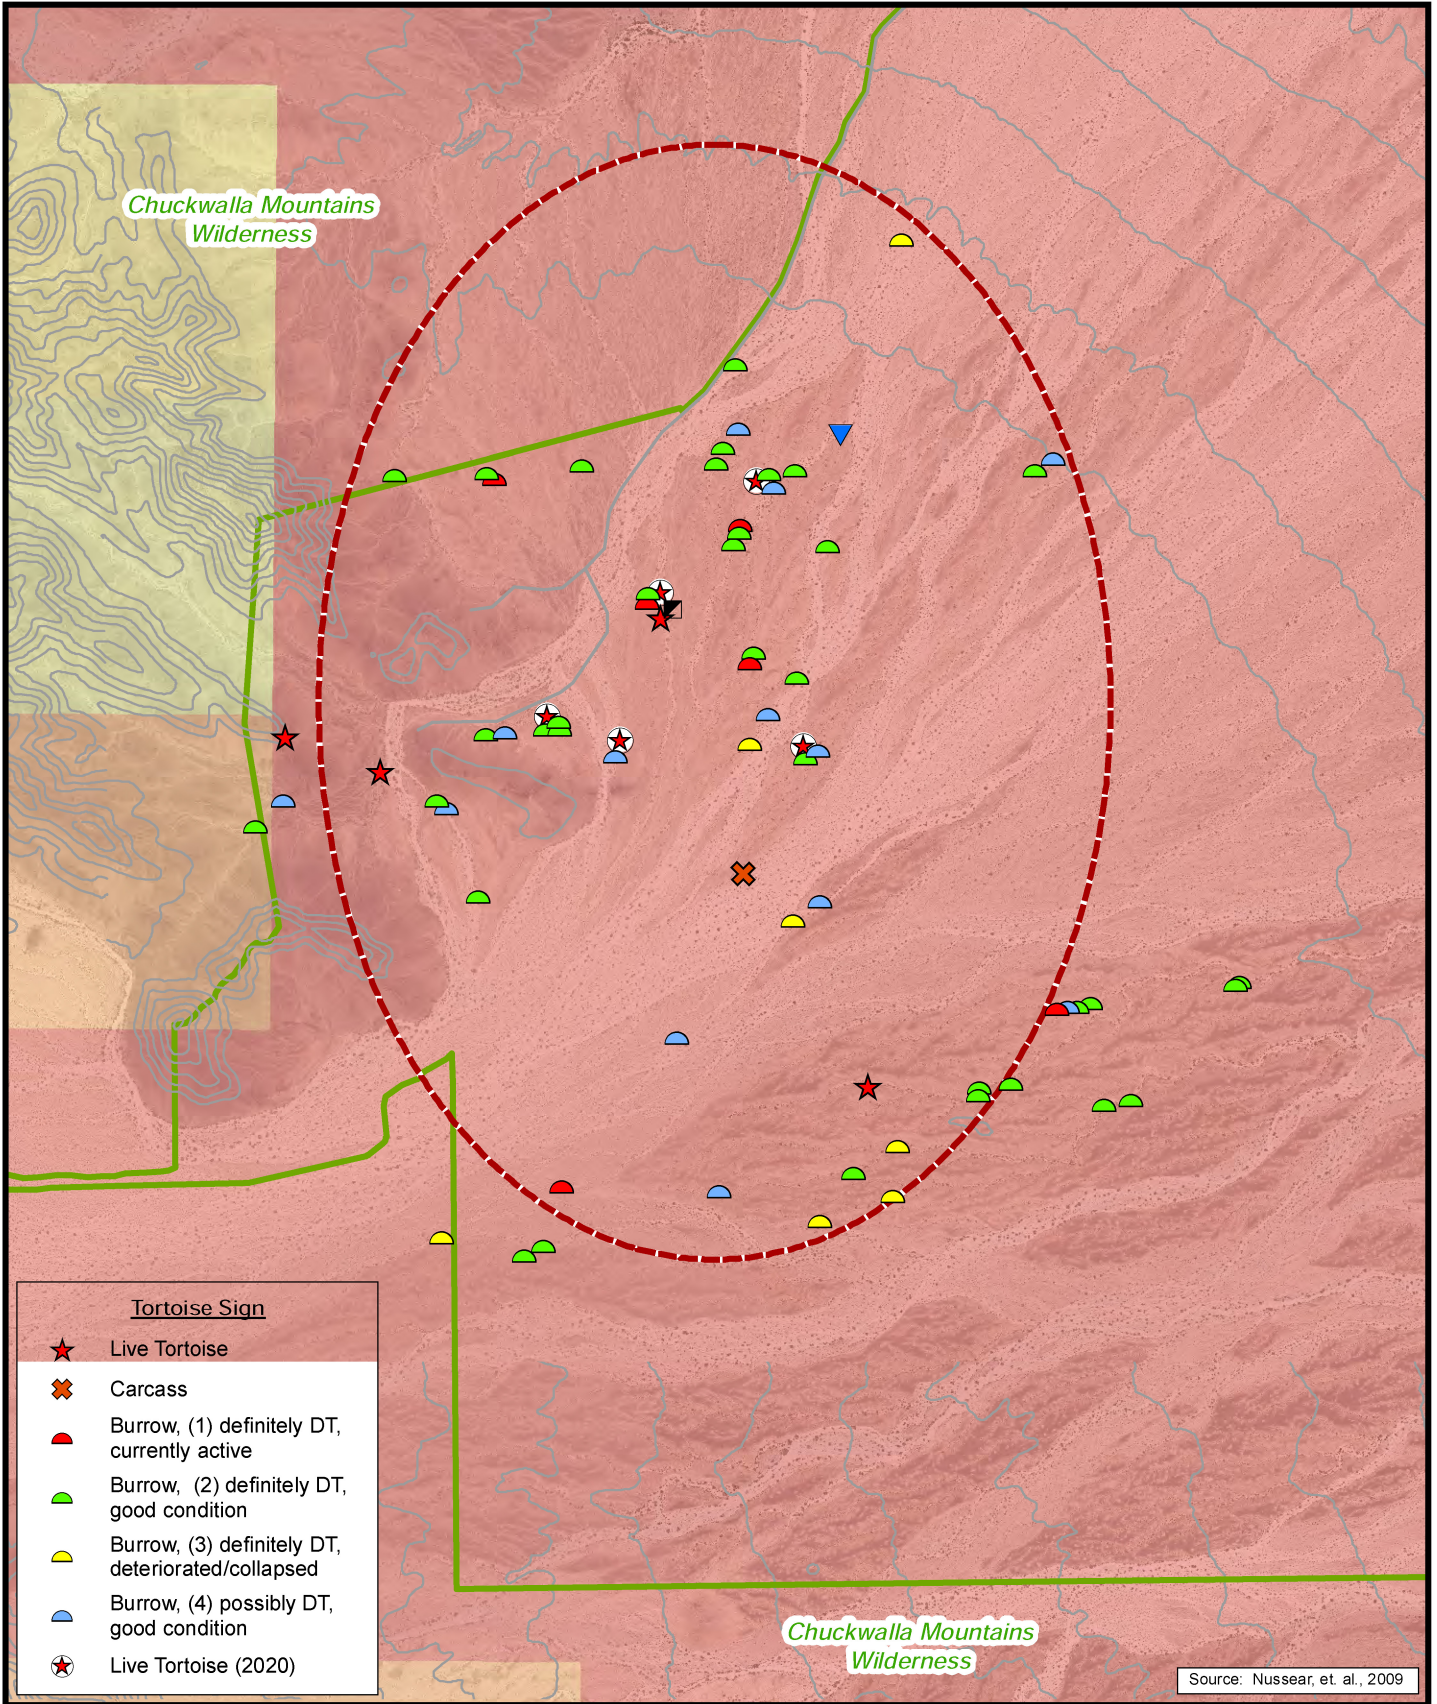 Chuckwalla Mountains
Wilderness
Tortoise Sign
Live Tortoise
Carcass
Burrow, (1) definitely DT,
currently active
Burrow,  (2) definitely DT,
good condition
Burrow, (3) definitely DT,
deteriorated/collapsed
Burrow, (4) possibly DT,
good condition
Live Tortoise (2020)
Chuckwalla Mountains
Wilderness
Source:  Nussear, et. al., 2009